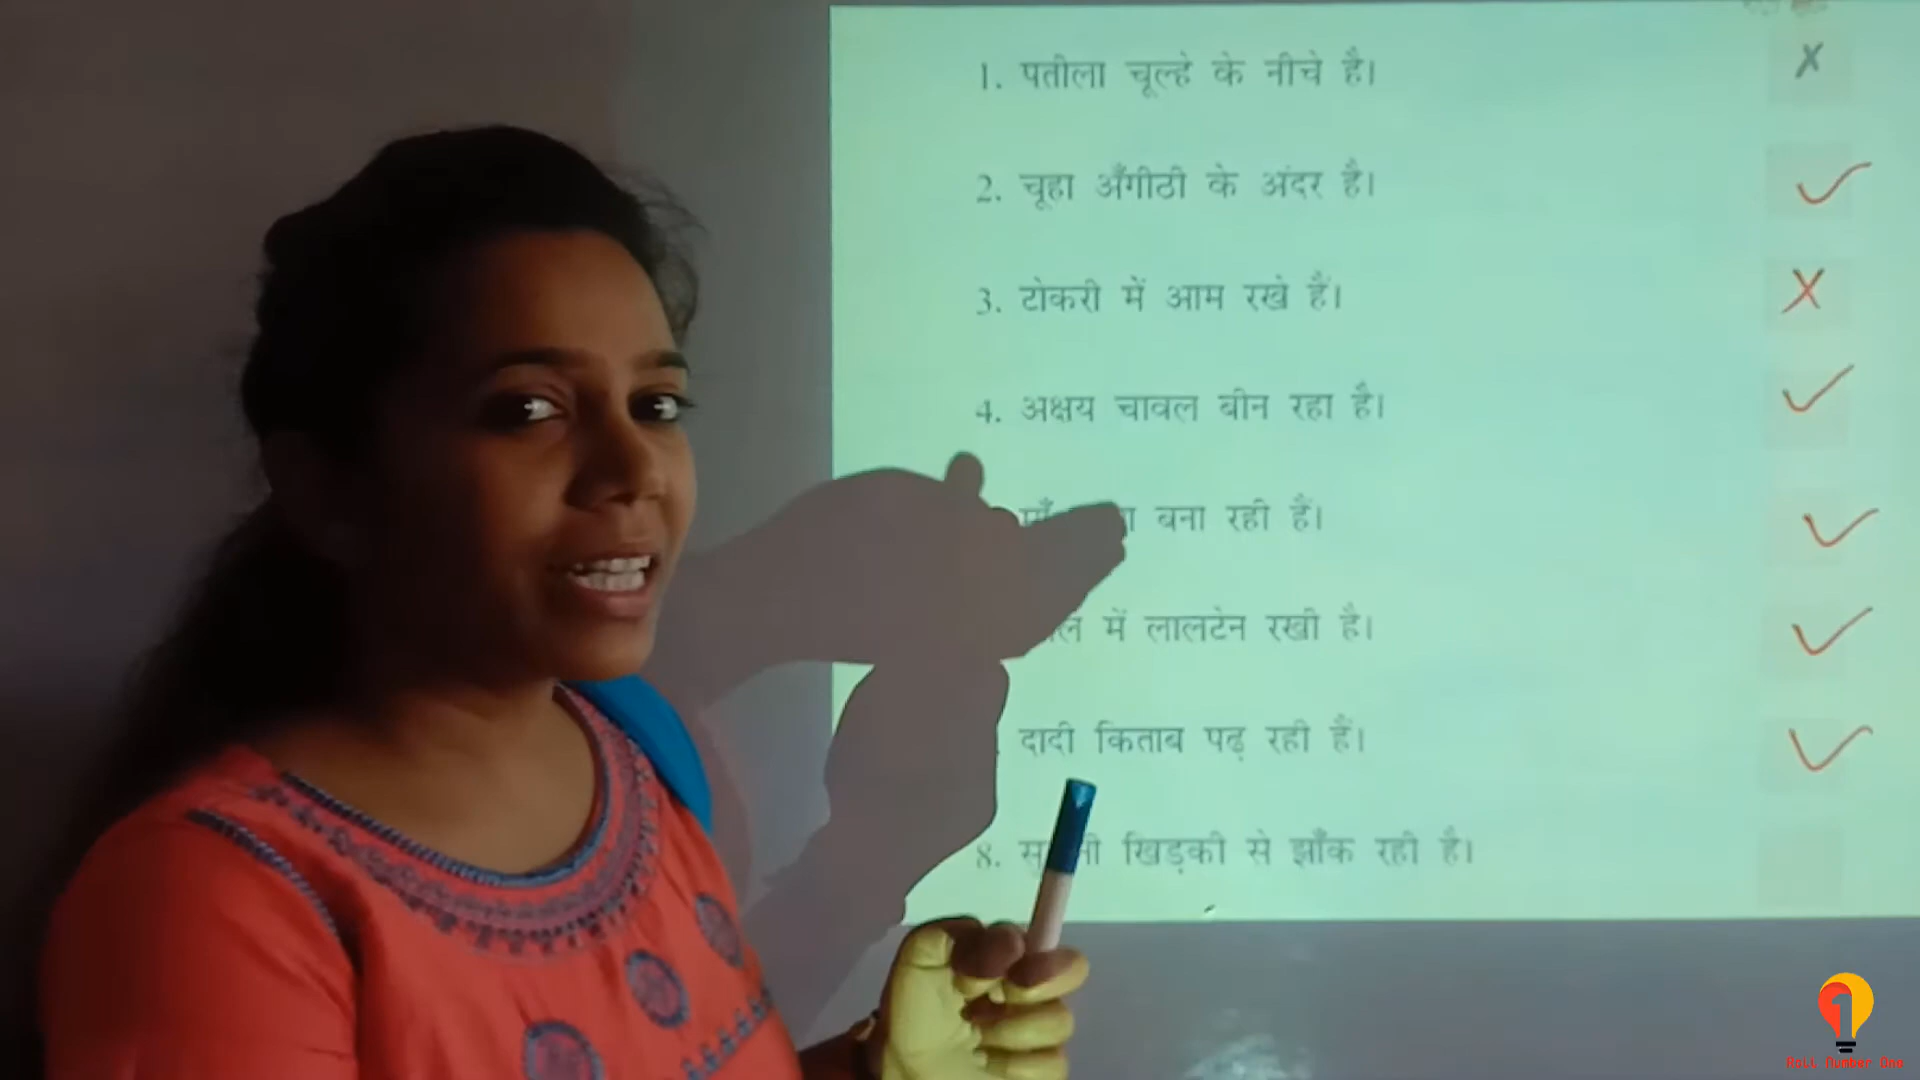 1. पतीला चूल्हे के नीचे है। X
2. चूहा अँगीठी के अंदर है। ✓
3. टोकरी में आम रखे हैं। X
4. अक्षय चावल बीन रहा है। ✓
बना रही हैं। ✓
में लालटेन रखी है। ✓
दादी किताब पढ़ रही हैं। ✓
8. खिड़की से झाँक रही है।
Roll Number One